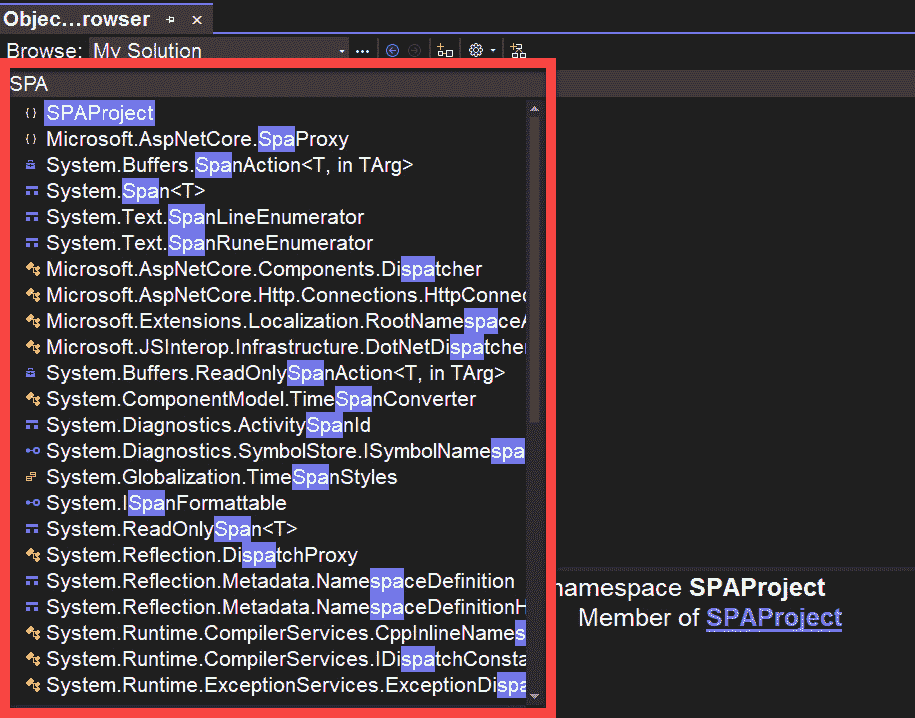 Objec...rowser
Browse: My Solution
SPA
SPAProject
Microsoft.AspNetCore.SpaProxy
System.Buffers.SpanAction<T, in TArg>
System.Span<T>
System.Text.SpanLineEnumerator
System.Text.SpanRuneEnumerator
Microsoft.AspNetCore.Components.Dispatcher
Microsoft.AspNetCore.Http.Connections.HttpConnec
Microsoft.Extensions.Localization.RootNamespaceA
Microsoft.JSInterop.Infrastructure.DotNetDispatcher
System.Buffers.ReadOnlySpanAction<T, in TArg>
System.ComponentModel.TimeSpanConverter
System.Diagnostics.ActivitySpanId
System.Diagnostics.SymbolStore.ISymbolNamespa
System.Globalization.TimeSpanStyles
System.ISpanFormattable
System.ReadOnlySpan<T>
System.Reflection.DispatchProxy
System.Reflection.Metadata.NamespaceDefinition
System.Reflection.Metadata.NamespaceDefinitionH
System.Runtime.CompilerServices.CppInlineNames
System.Runtime.CompilerServices.IDispatchConsta
System.Runtime.ExceptionServices.ExceptionDispa
namespace SPAProject
Member of SPAProject